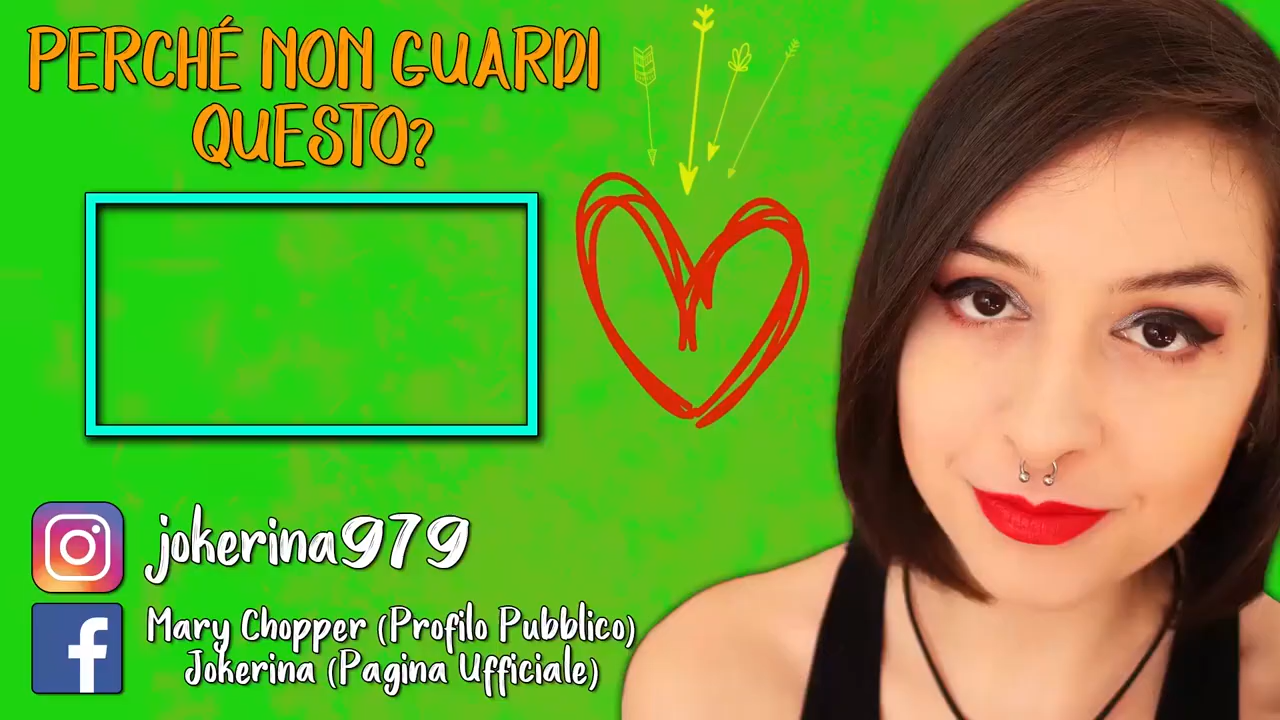 PERCHÉ NON GUARDI
QUESTO?
jokerina979
Mary Chopper (Profilo Pubblico)
Jokerina (Pagina Ufficiale)